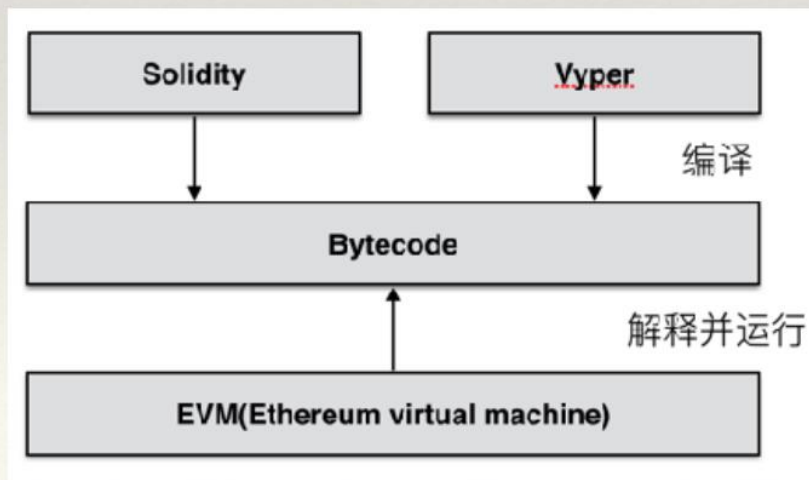 Solidity
Vyper
编译
Bytecode
解释并运行
EVM(Ethereum virtual machine)